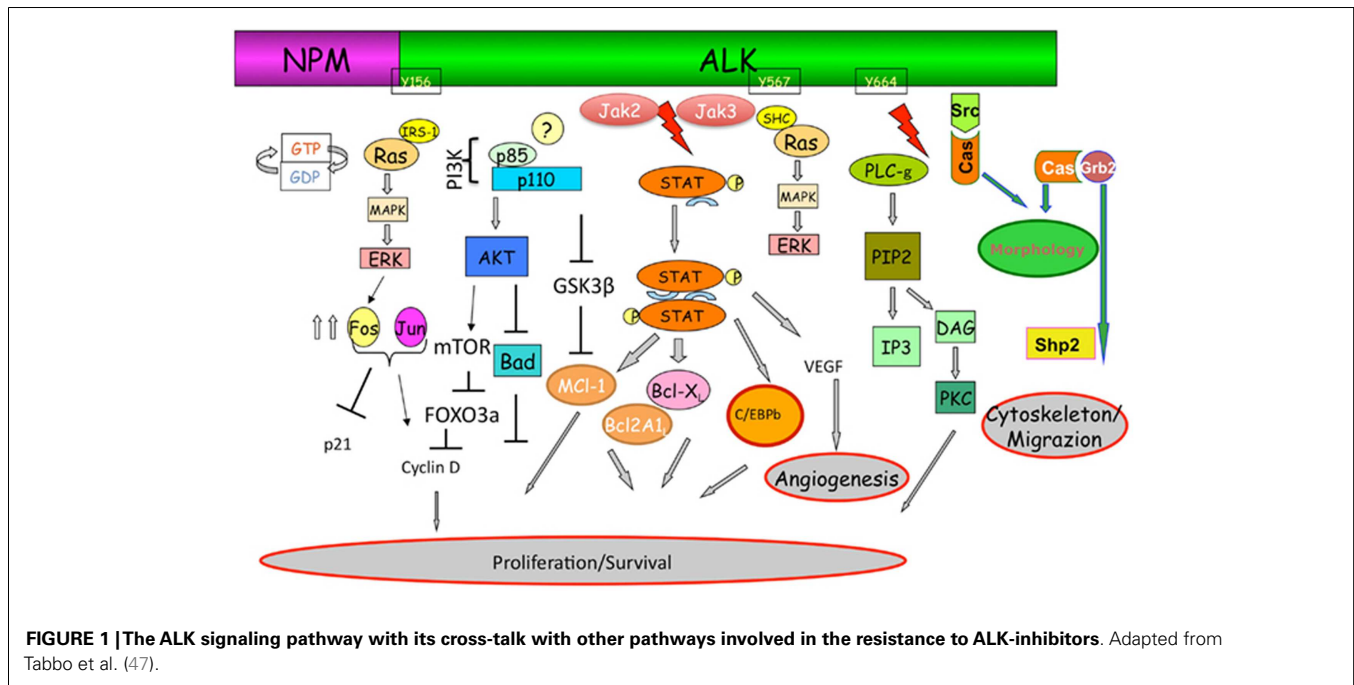 NPM
ALK
Y156
Y567
Y664
Jak2
Jak3
Src
SHC
IRS-1
?
GTP
GDP
Ras
PI3K
p85
p110
Ras
Cas
Cas
Grb2
PLC-g
STAT
P
MAPK
MAPK
ERK
ERK
AKT
PIP2
Morphology
GSK3β
STAT
P
P
STAT
Fos
Jun
mTOR
Bad
IP3
DAG
Shp2
VEGF
MCl-1
Bcl-XL
PKC
FOXO3a
Bcl2A1L
C/EBPb
Cytoskeleton/
Migrazion
p21
Cyclin D
Angiogenesis
Proliferation/Survival
FIGURE 1 | The ALK signaling pathway with its cross-talk with other pathways involved in the resistance to ALK-inhibitors. Adapted from
Tabbo et al. (47).